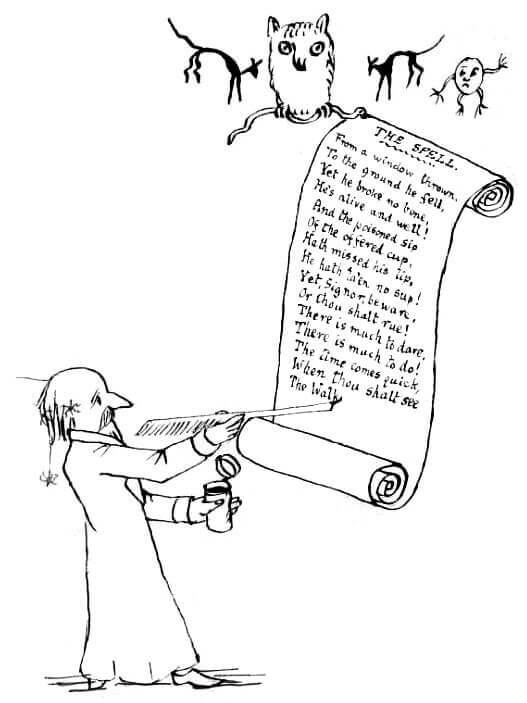 THE SPELL.
From a window thrown,
To the ground he fell,
Yet he broke no bone,
He's alive and well!
And the poisoned sip
Of the offered cup,
Hath missed his lip,
He hath ta'en no sup!
Yet, Signor, beware,
Or thou shalt rue!
There is much to dare,
There is much to do!
The time comes quick,
When thou shalt see
The Walk